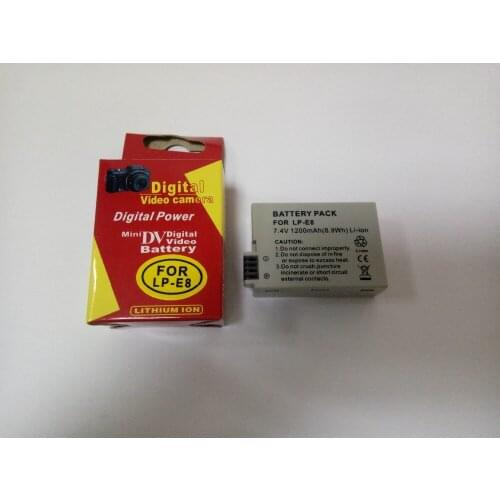 Digital
Video camera
Digital Power
Mini DV Digital
Video
Battery
FOR
LP-E8
LITHIUM ION
BATTERY PACK
FOR LP-E8
7.4V 1200mAh(8.9Wh) Li-ion
CAUTION:
1.Do not connect improperly.
2.Do not dispose of in fire
or expose to excessive heat.
3.Do not crush,puncture
incinerate or short circuit
external contacts.